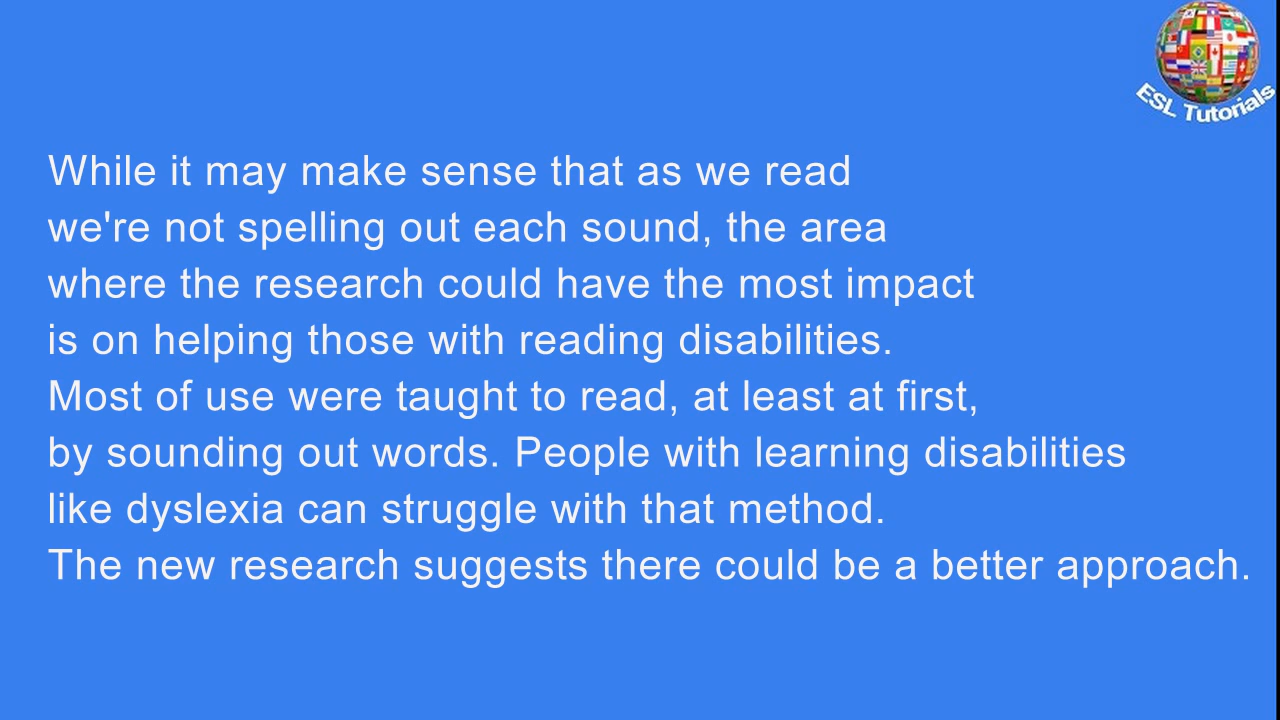 ESL Tutorials
While it may make sense that as we read
we're not spelling out each sound, the area
where the research could have the most impact
is on helping those with reading disabilities.
Most of use were taught to read, at least at first,
by sounding out words. People with learning disabilities
like dyslexia can struggle with that method.
The new research suggests there could be a better approach.